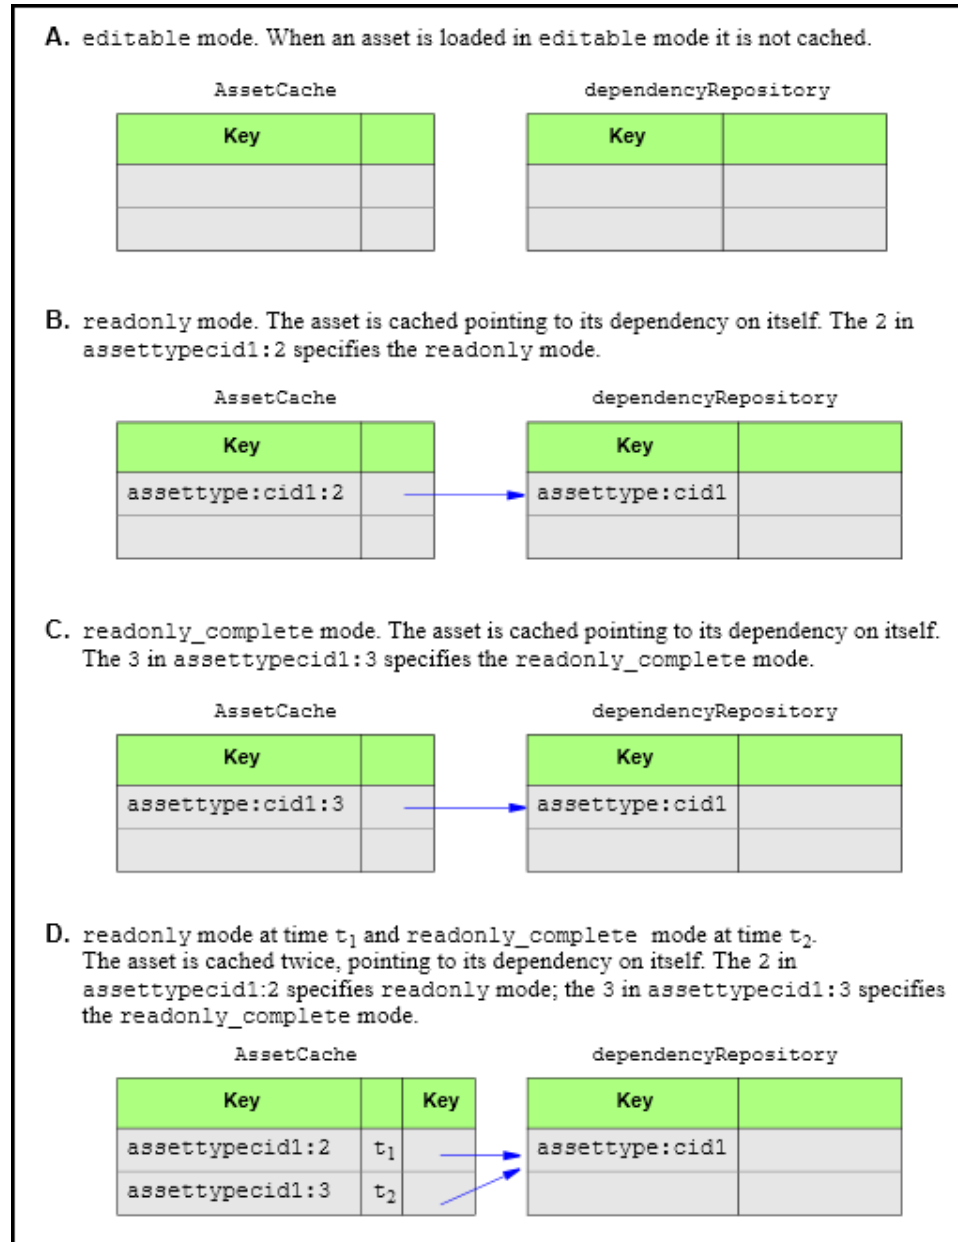 A. editable mode. When an asset is loaded in editable mode it is not cached.
AssetCache dependencyRepository
Key Key
B. readonly mode. The asset is cached pointing to its dependency on itself. The 2 in
assettypecid1:2 specifies the readonly mode.
AssetCache dependencyRepository
Key Key
assettype:cid1:2 assettype:cid1
C. readonly_complete mode. The asset is cached pointing to its dependency on itself.
The 3 in assettypecid1:3 specifies the readonly_complete mode.
AssetCache dependencyRepository
Key Key
assettype:cid1:3 assettype:cid1
D. readonly mode at time t1 and readonly_complete mode at time t2.
The asset is cached twice, pointing to its dependency on itself. The 2 in
assettypecid1:2 specifies readonly mode; the 3 in assettypecid1:3 specifies
the readonly_complete mode.
AssetCache dependencyRepository
Key Key Key
assettypecid1:2 t1 assettype:cid1
assettypecid1:3 t2